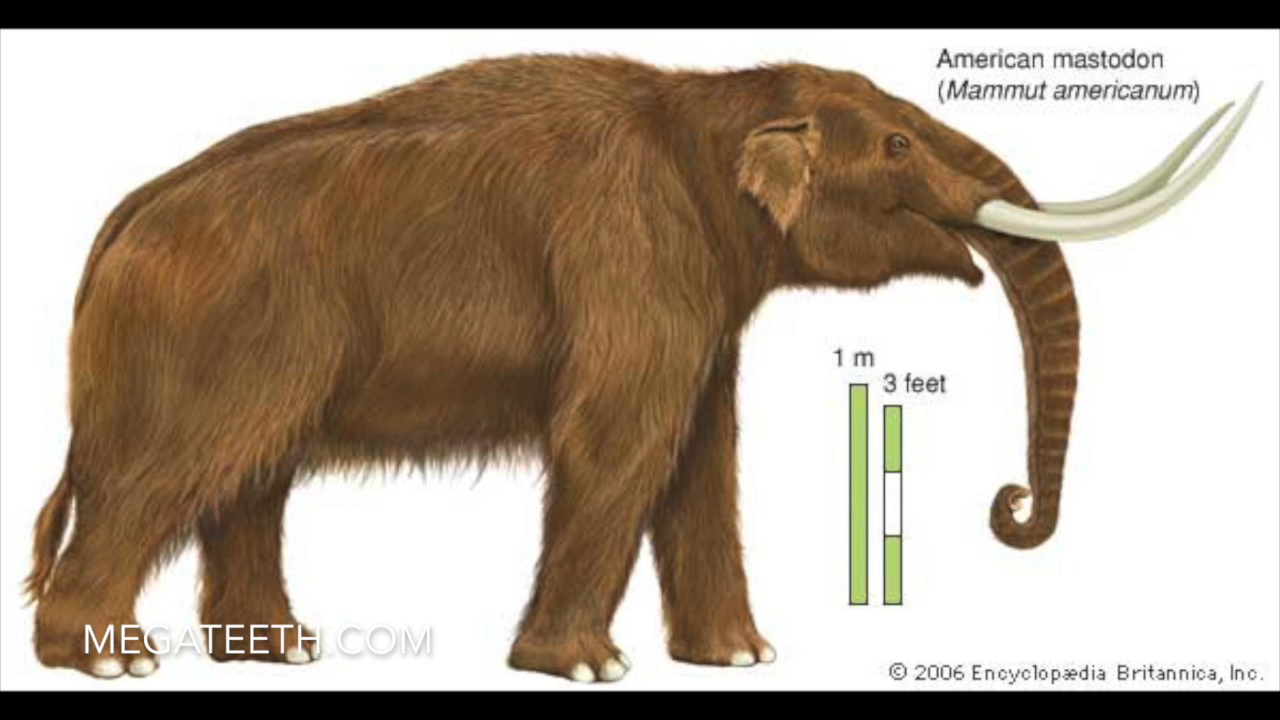 American mastodon
(Mammut americanum)
1 m
3 feet
MEGATEETH.COM
© 2006 Encyclopædia Britannica, Inc.